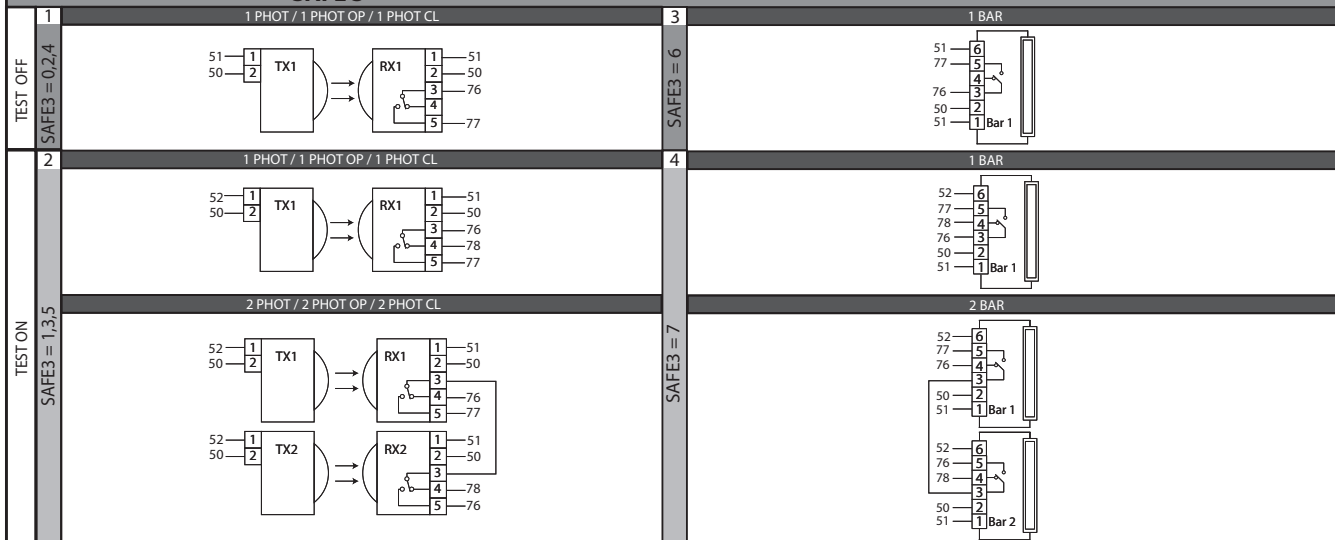 1
1 PHOT / 1 PHOT OP / 1 PHOT CL
TEST OFF
SAFE3 = 0,2,4
51 1
50 2
TX1
RX1
1 51
2 50
3 76
4
5 77
3
1 BAR
SAFE3 = 6
51 6
77 5
4
76 3
50 2
51 1 Bar 1
2
1 PHOT / 1 PHOT OP / 1 PHOT CL
TEST ON
SAFE3 = 1,3,5
52 1
50 2
TX1
RX1
1 51
2 50
3 76
4 78
5 77
2 PHOT / 2 PHOT OP / 2 PHOT CL
52 1
50 2
TX1
RX1
1 51
2 50
3
4 76
5 77
52 1
50 2
TX2
RX2
1 51
2 50
3
4 78
5 76
4
1 BAR
SAFE3 = 7
52 6
77 5
78 4
76 3
50 2
51 1 Bar 1
2 BAR
52 6
77 5
76 4
3
50 2
51 1 Bar 1
52 6
76 5
78 4
3
50 2
51 1 Bar 2